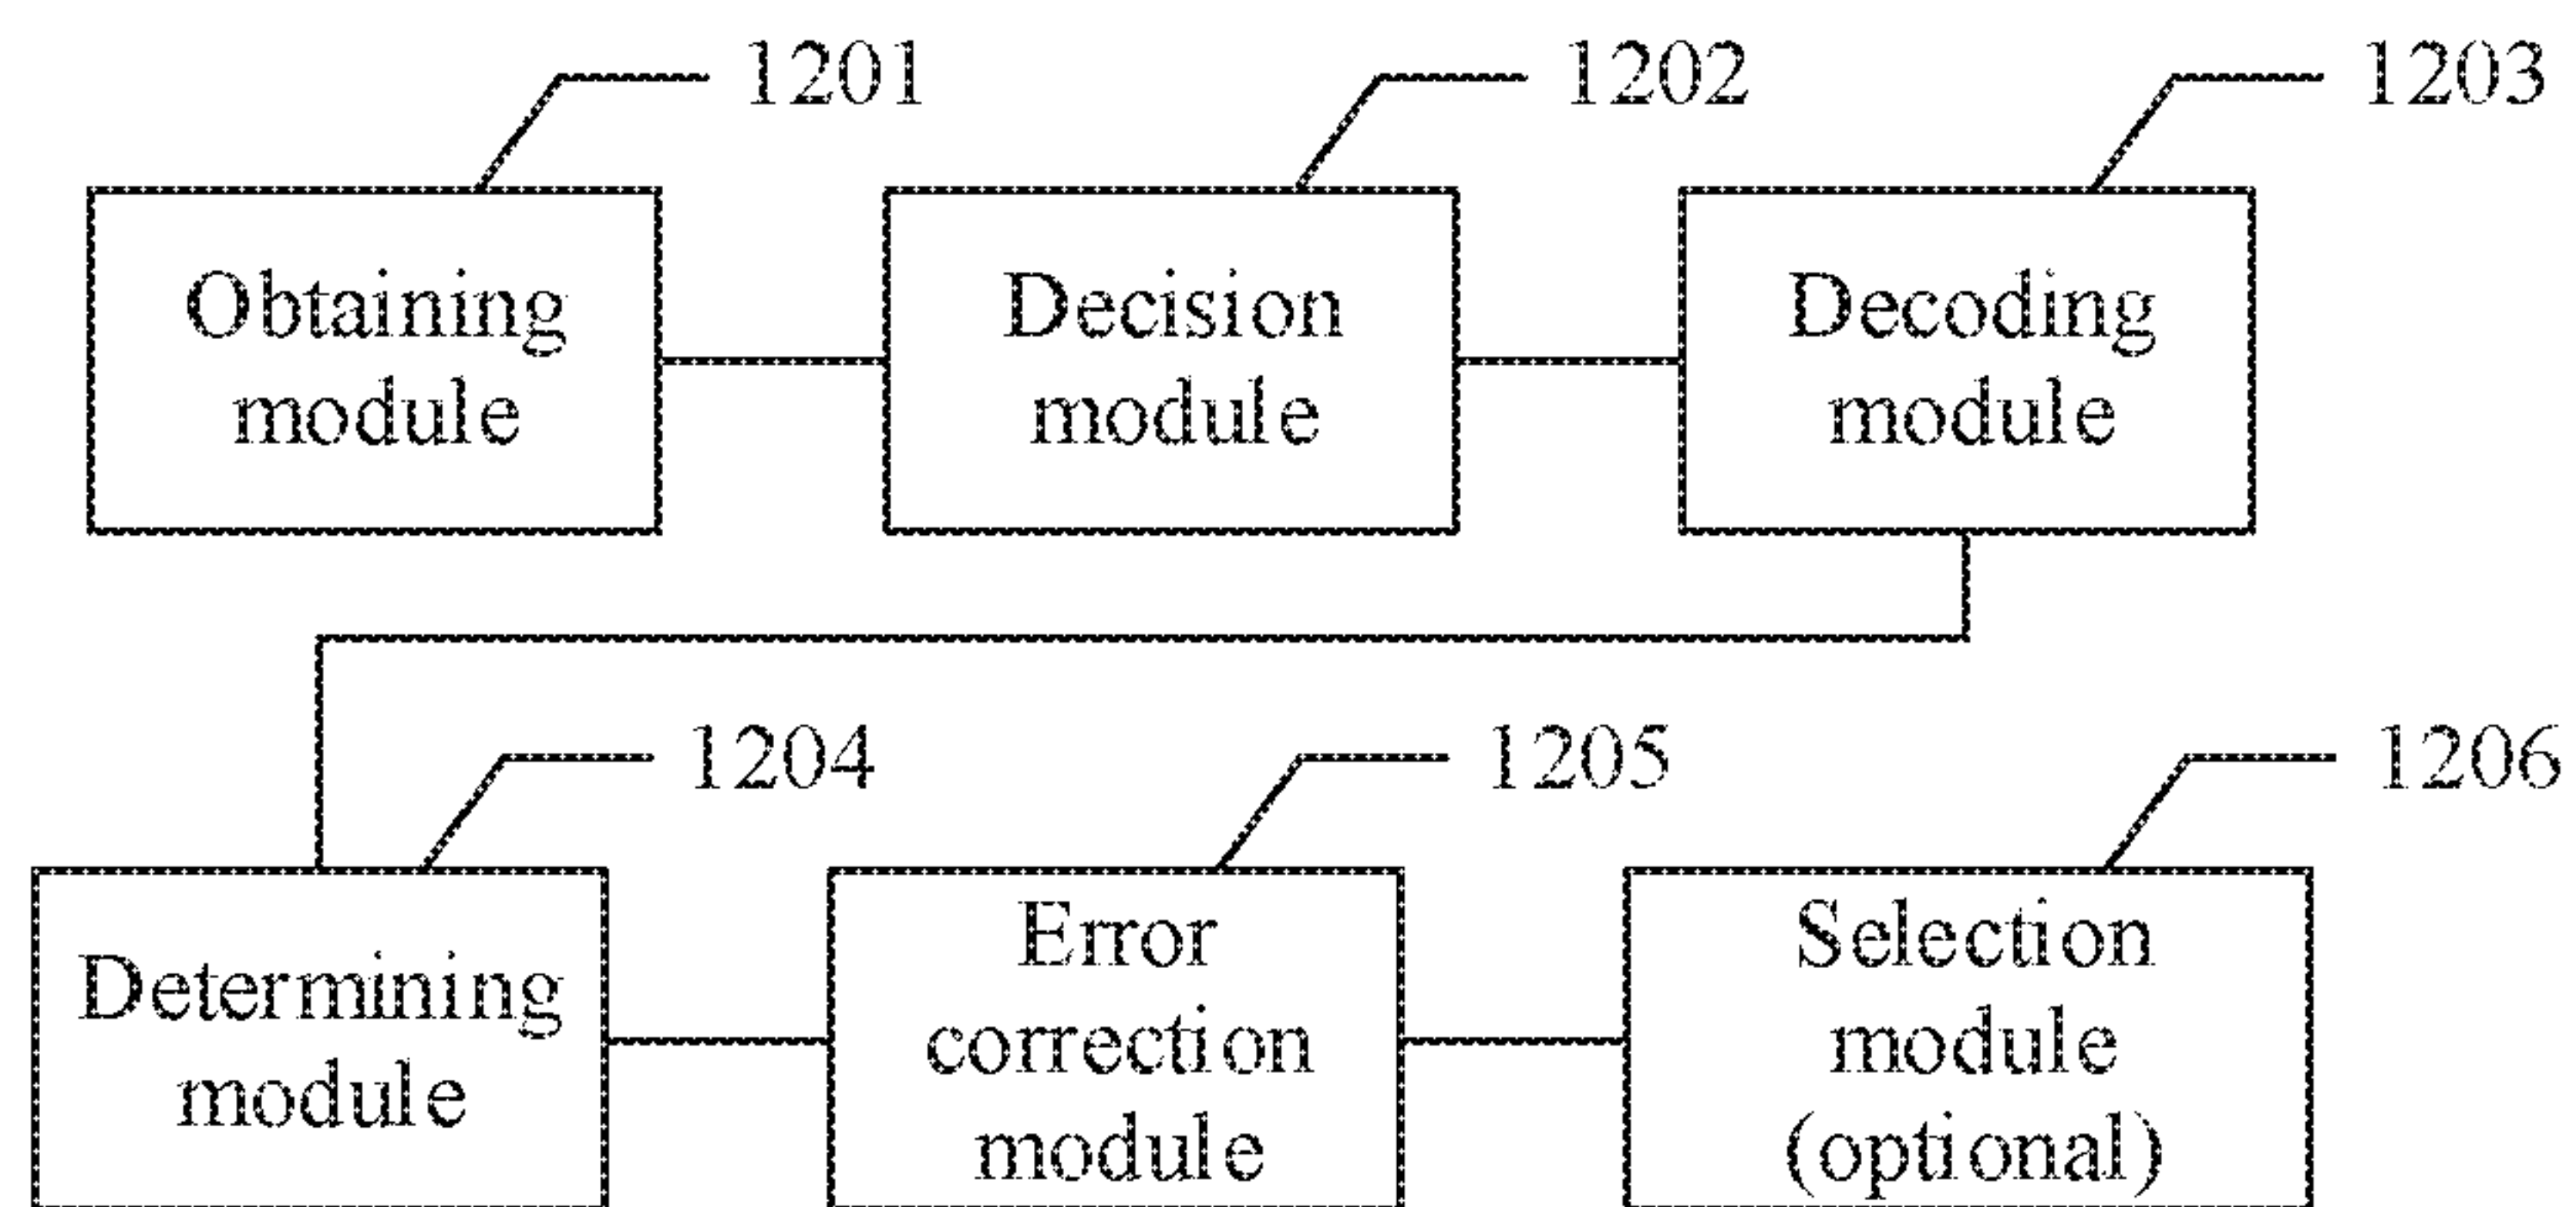 1201
1202
1203
Obtaining
module
Decision
module
Decoding
module
1204
1205
1206
Determining
module
Error
correction
module
Selection
module
(optional)